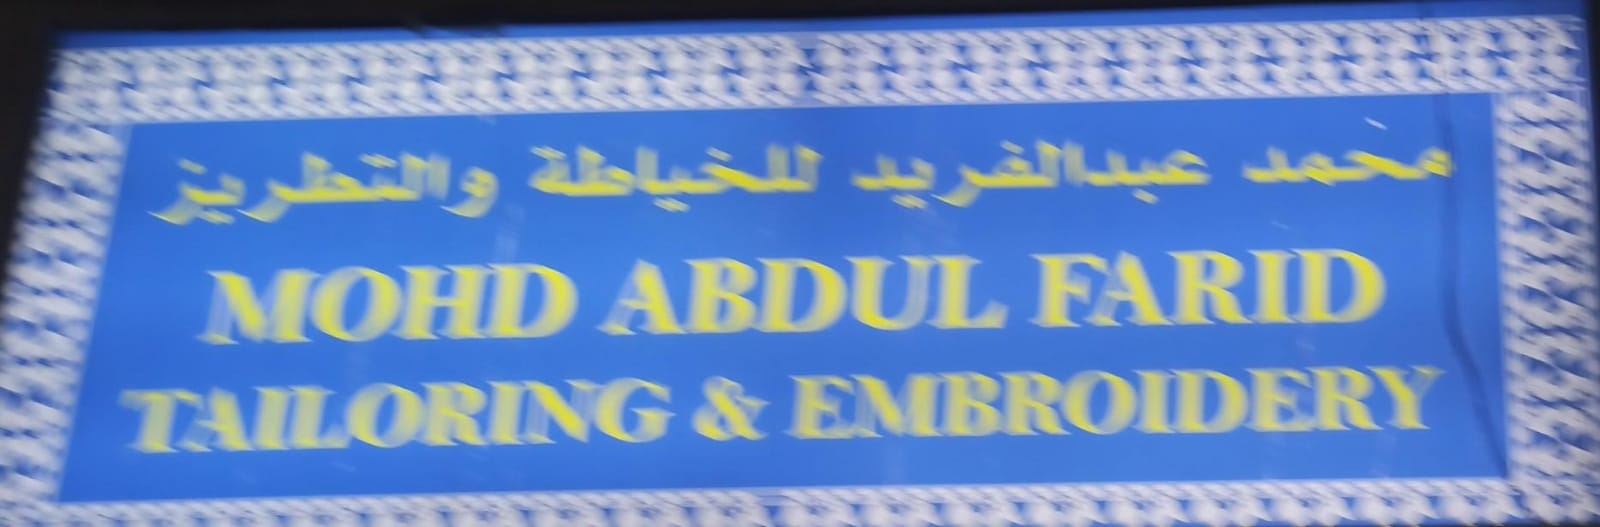 محمد عبدالفريد للخياطة والتطريز
MOHD ABDUL FARID
TAILORING & EMBROIDERY